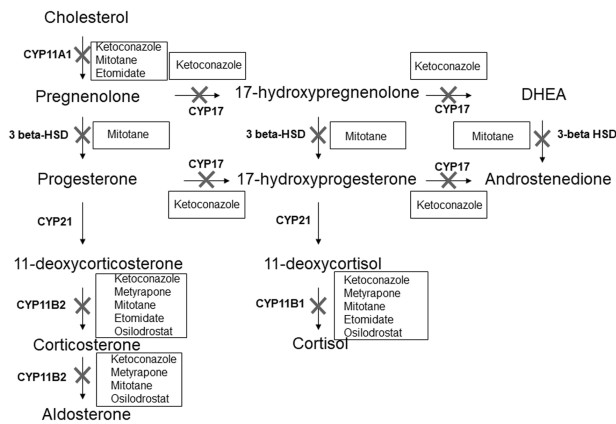 Cholesterol
CYP11A1
Ketoconazole
Mitotane
Etomidate
Ketoconazole
Ketoconazole
Pregnenolone
CYP17
17-hydroxypregnenolone
CYP17
DHEA
3 beta-HSD
Mitotane
3 beta-HSD
Mitotane
Mitotane
3-beta HSD
Progesterone
CYP17
Ketoconazole
17-hydroxyprogesterone
CYP17
Ketoconazole
Androstenedione
CYP21
CYP21
11-deoxycorticosterone
11-deoxycortisol
CYP11B2
Ketoconazole
Metyrapone
Mitotane
Etomidate
Osilodrostat
CYP11B1
Ketoconazole
Metyrapone
Mitotane
Etomidate
Osilodrostat
Corticosterone
Cortisol
CYP11B2
Ketoconazole
Metyrapone
Mitotane
Osilodrostat
Aldosterone